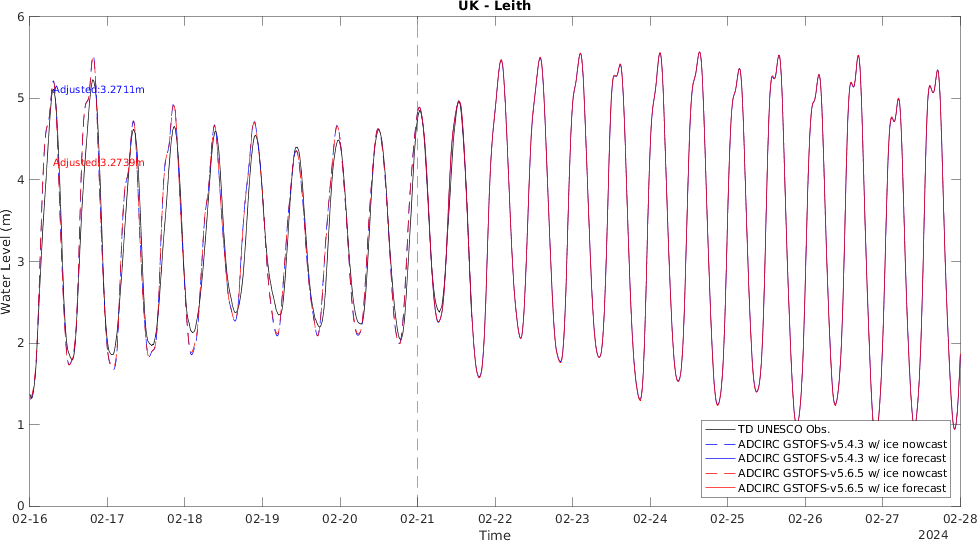 UK - Leith
6
5
4
3
2
1
0
Water Level (m)
Adjusted:3.2711m
Adjusted:3.2739m
TD UNESCO Obs.
ADCIRC GSTOFS-v5.4.3 w/ ice nowcast
ADCIRC GSTOFS-v5.4.3 w/ ice forecast
ADCIRC GSTOFS-v5.6.5 w/ ice nowcast
ADCIRC GSTOFS-v5.6.5 w/ ice forecast
02-16 02-17 02-18 02-19 02-20 02-21 02-22 02-23 02-24 02-25 02-26 02-27 02-28
Time
2024